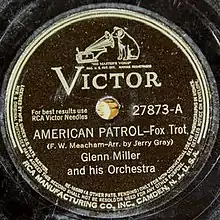 "HIS MASTER'S VOICE"
VICTOR
For best results use
RCA Victor Needles
27873-A
AMERICAN PATROL—Fox Trot
(F. W. Meacham-Arr. by Jerry Gray)
Glenn Miller
and his Orchestra
RCA MANUFACTURING CO., INC., CAMDEN, N.J., U.S.A.